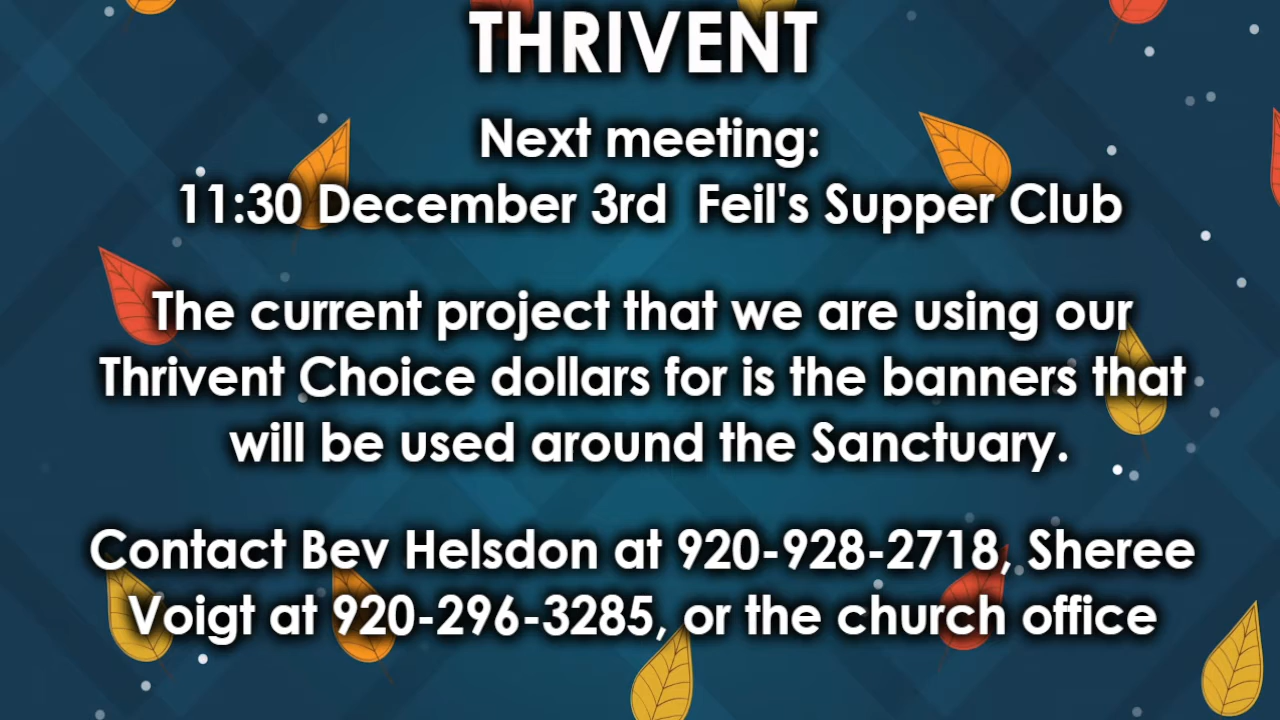 THRIVENT
Next meeting:
11:30 December 3rd  Feil's Supper Club
The current project that we are using our
Thrivent Choice dollars for is the banners that
will be used around the Sanctuary.
Contact Bev Helsdon at 920-928-2718, Sheree
Voigt at 920-296-3285, or the church office